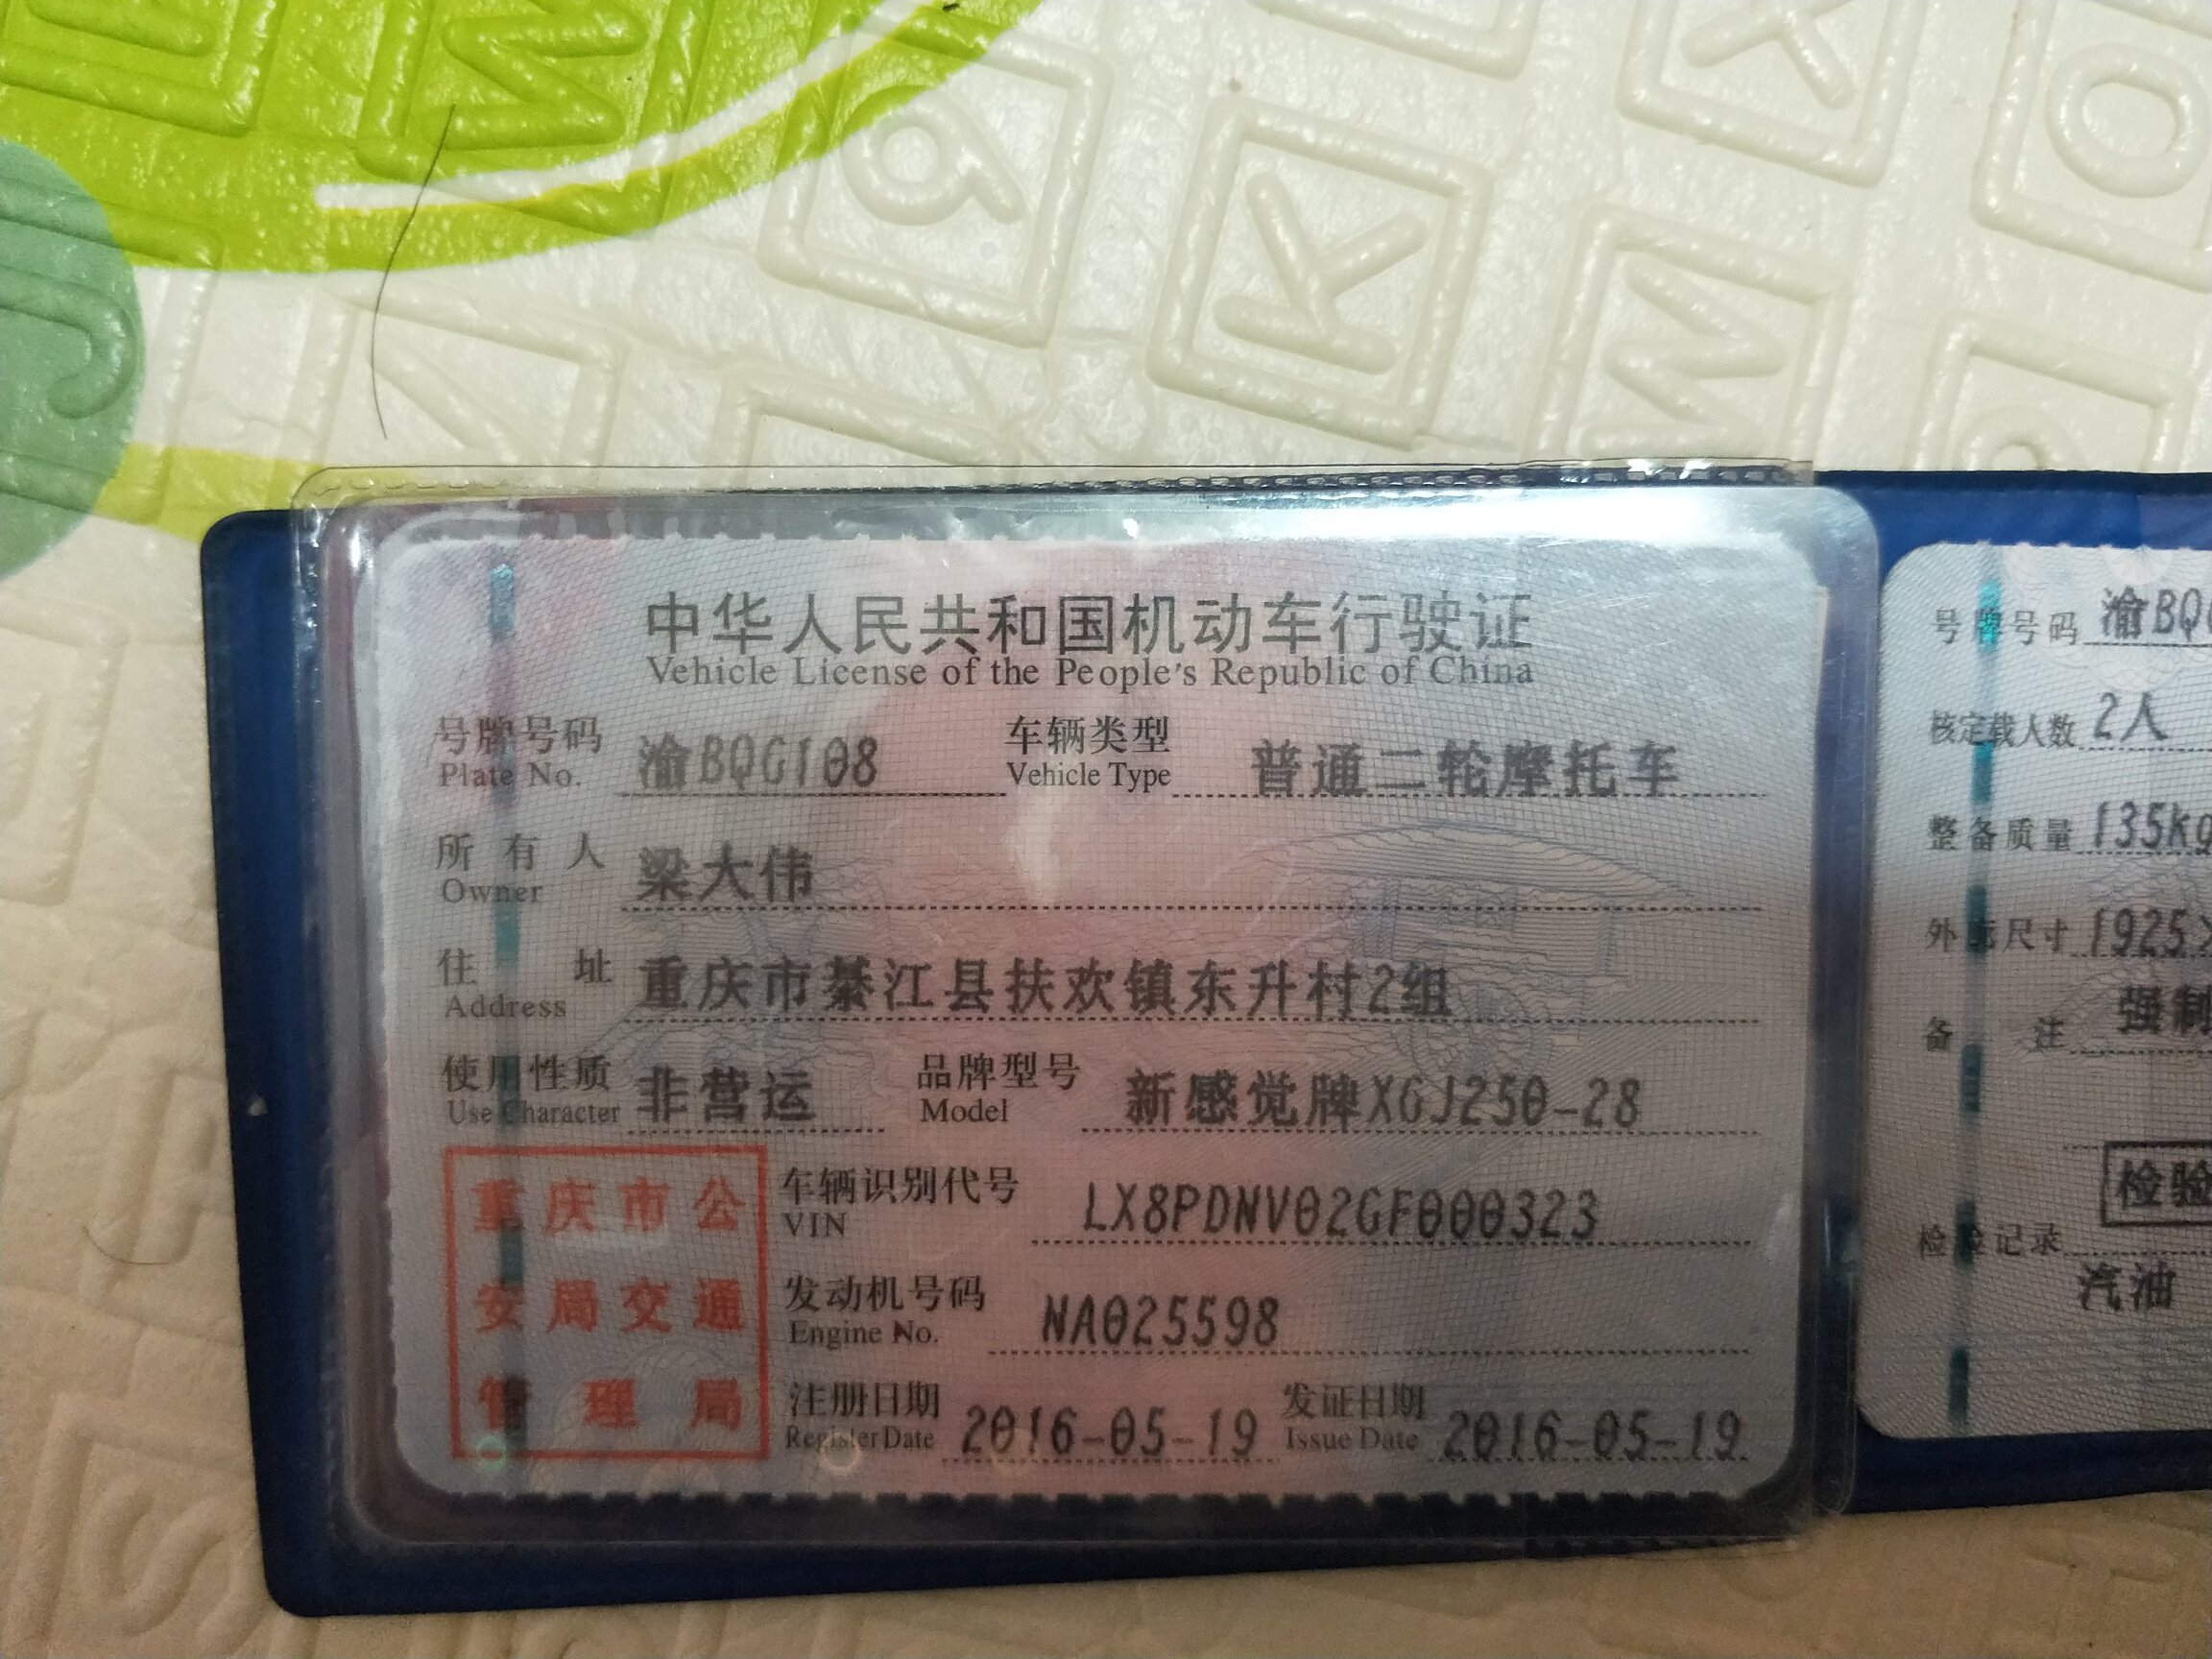 中华人民共和国机动车行驶证
Vehicle License of the People's Republic of China
号牌号码 渝BQG108 车辆类型 普通二轮摩托车
Plate No. Vehicle Type
所有人 梁大伟
Owner
住址 重庆市綦江县扶欢镇东升村2组
Address
使用性质 非营运 品牌型号 新感觉牌XGJ250-28
Use Character Model
重庆市公
安局交通
管理局
车辆识别代号 LX8PDNV02GF000323
VIN
发动机号码 NA025598
Engine No.
注册日期 2016-05-19 发证日期 2016-05-19
Register Date Issue Date
号牌号码 渝BQ
核定载人数 2人
整备质量 135kg
外廓尺寸 1925
备注 强制
检验
检验记录
汽油
q
K
M
O
M
S